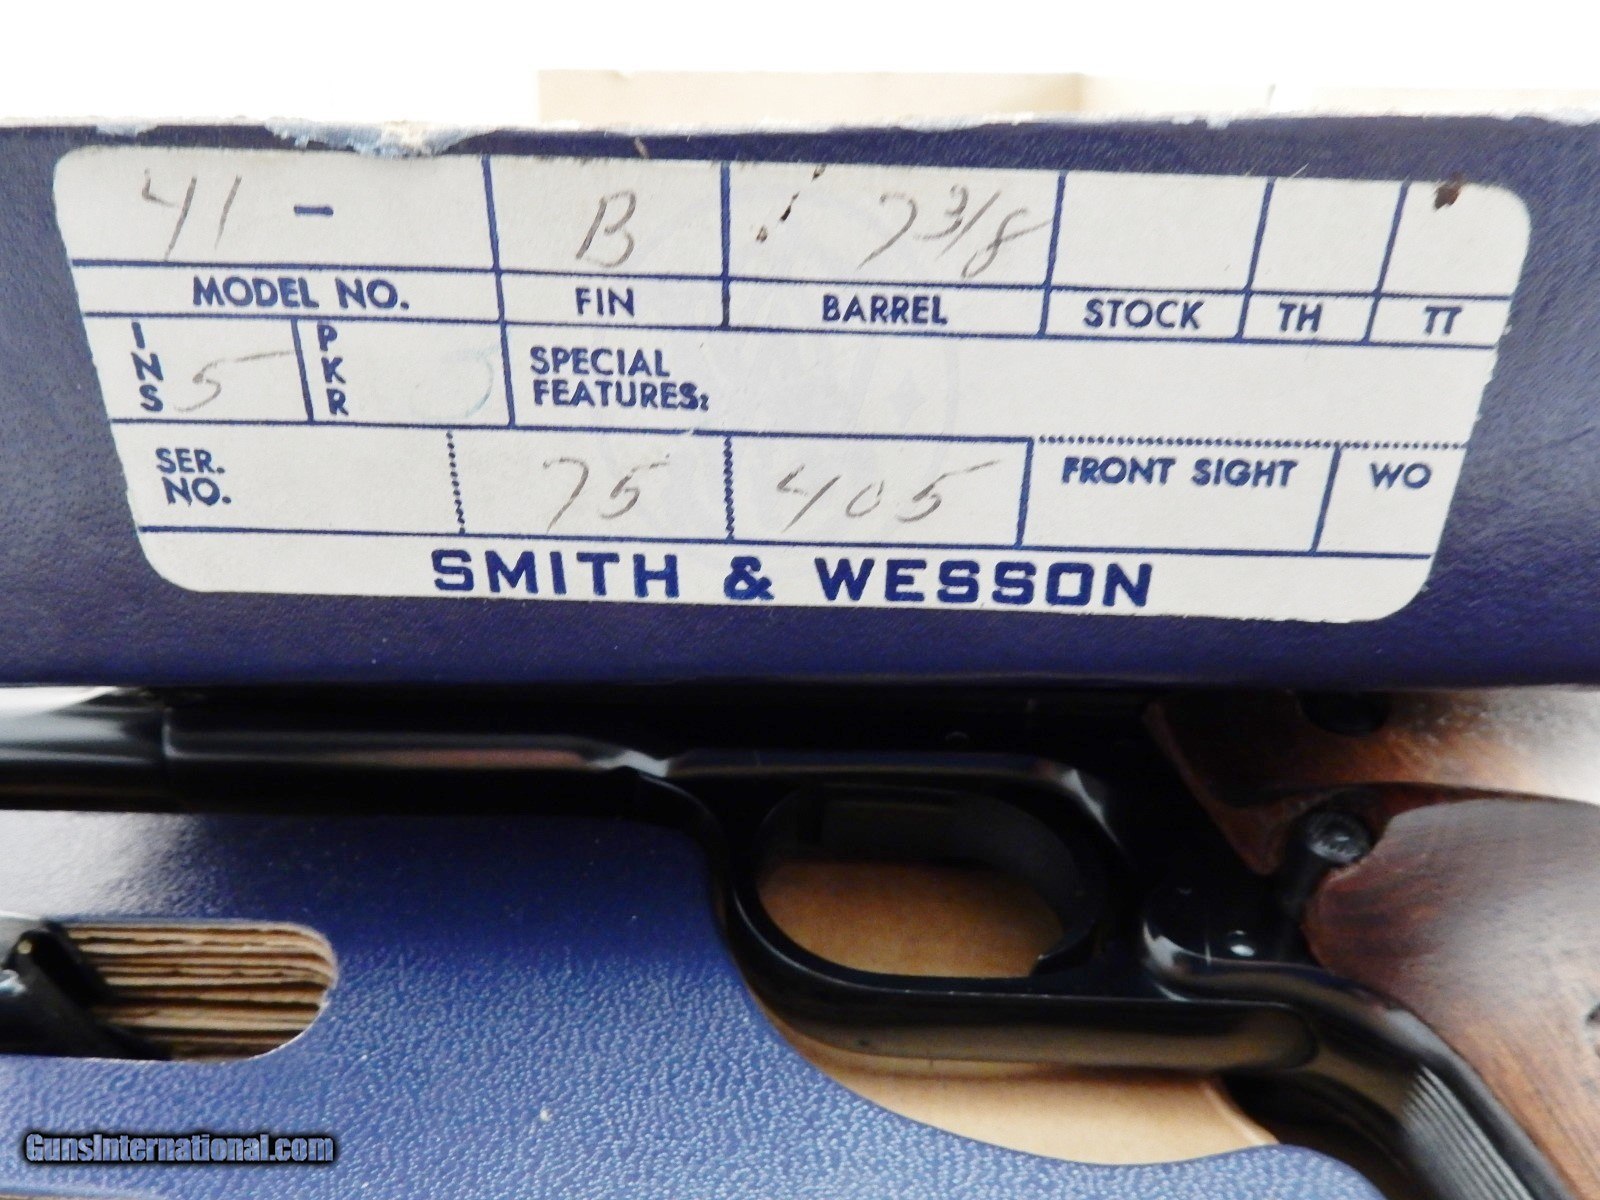 41 - B 7 3/8
MODEL NO. FIN BARREL STOCK TH TT
INS 5 PKR SPECIAL
FEATURES:
SER.
NO. 75 405 FRONT SIGHT WO
SMITH & WESSON
GunsInternational.com